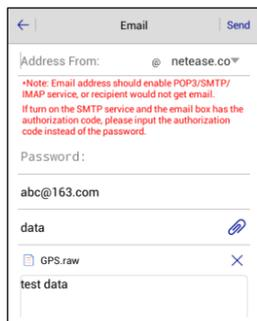 Email Send
Address From: @ netease.co
*Note: Email address should enable POP3/SMTP/
IMAP service, or recipient would not get email.
If turn on the SMTP service and the email box has the
authorization code, please input the authorization
code instead of the password.
Password:
abc@163.com
data
GPS.raw
test data